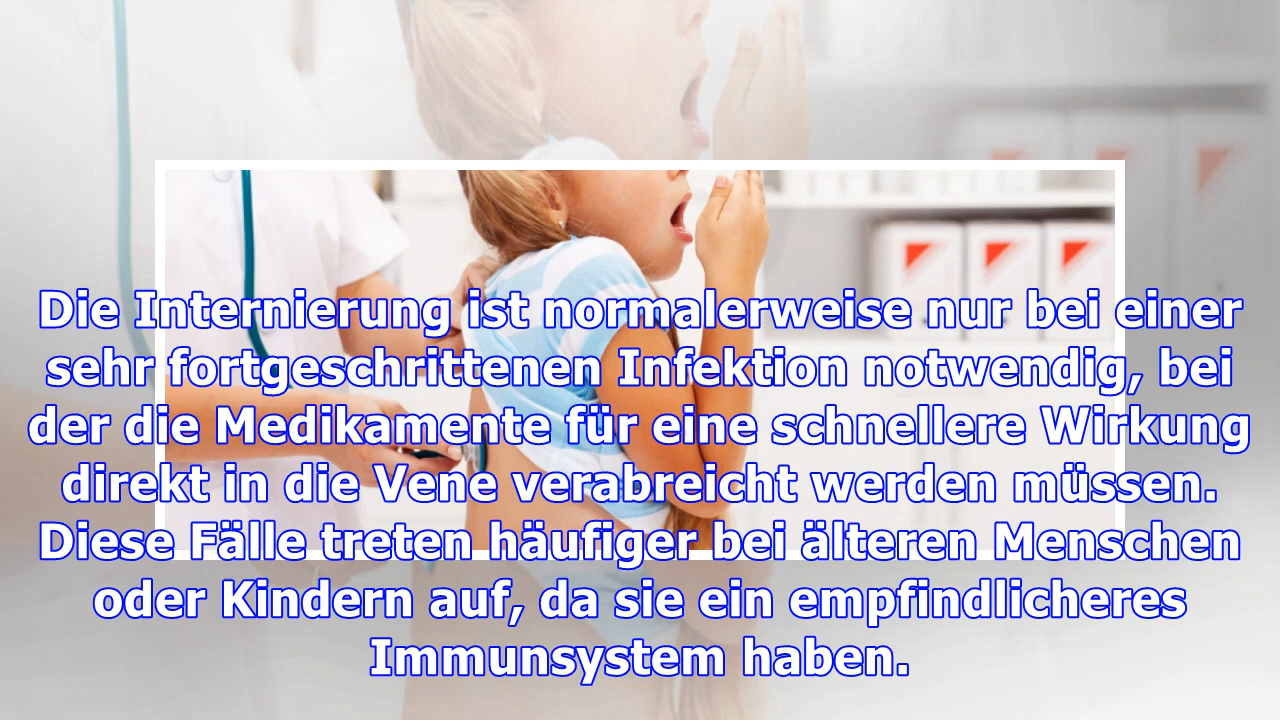 Die Internierung ist normalerweise nur bei einer
sehr fortgeschrittenen Infektion notwendig, bei
der die Medikamente für eine schnellere Wirkung
direkt in die Vene verabreicht werden müssen.
Diese Fälle treten häufiger bei älteren Menschen
oder Kindern auf, da sie ein empfindlicheres
Immunsystem haben.